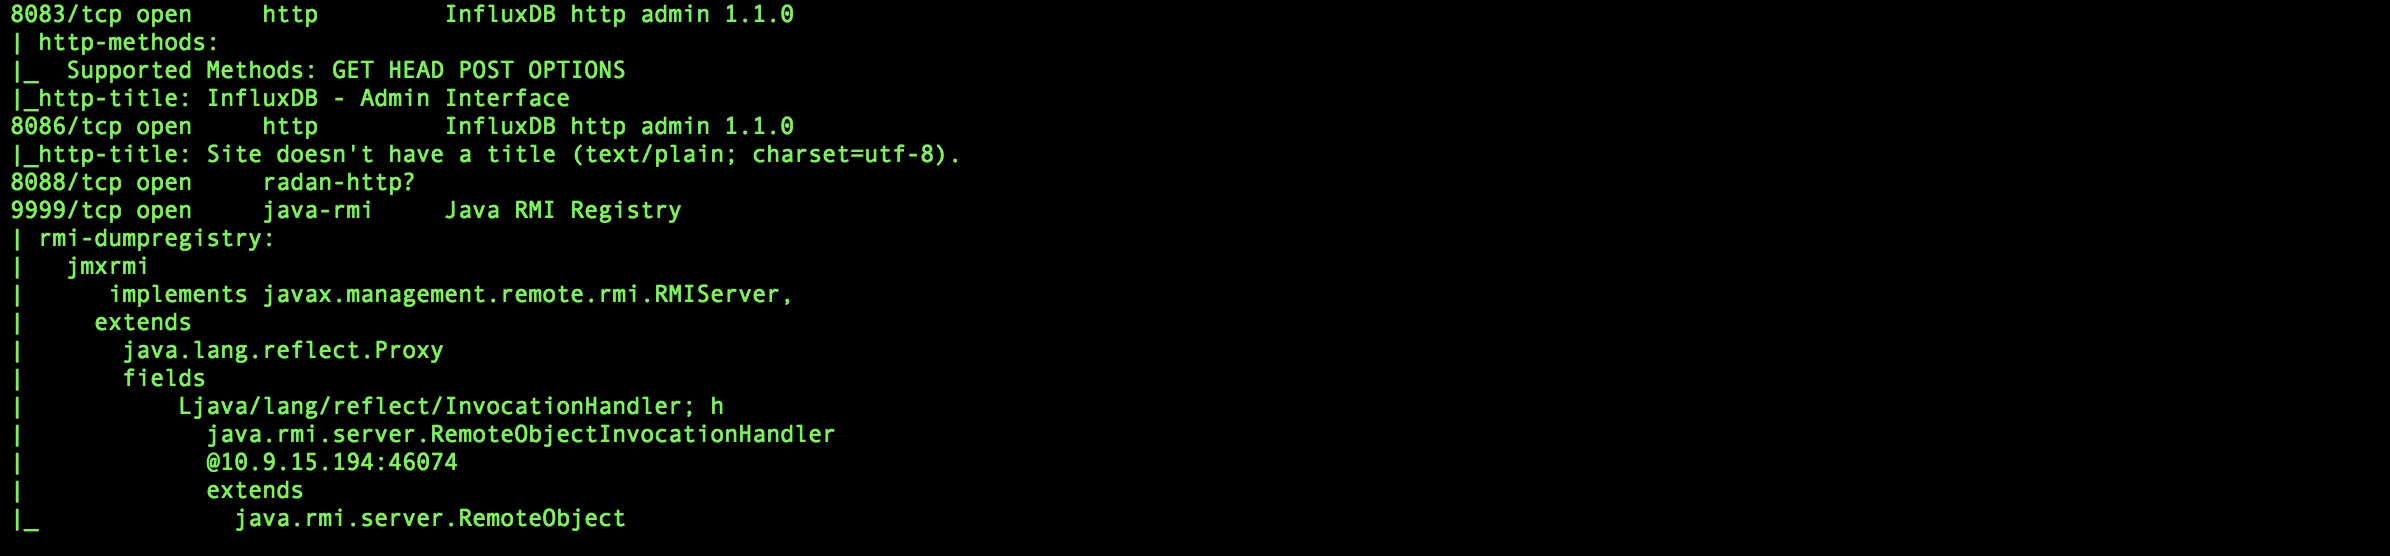 8083/tcp open     http         InfluxDB http admin 1.1.0
| http-methods:
|_  Supported Methods: GET HEAD POST OPTIONS
|_http-title: InfluxDB - Admin Interface
8086/tcp open     http         InfluxDB http admin 1.1.0
|_http-title: Site doesn't have a title (text/plain; charset=utf-8).
8088/tcp open     radan-http?
9999/tcp open     java-rmi     Java RMI Registry
| rmi-dumpregistry:
|   jmxrmi
|      implements javax.management.remote.rmi.RMIServer,
|     extends
|       java.lang.reflect.Proxy
|       fields
|           Ljava/lang/reflect/InvocationHandler; h
|             java.rmi.server.RemoteObjectInvocationHandler
|             @10.9.15.194:46074
|             extends
|_              java.rmi.server.RemoteObject